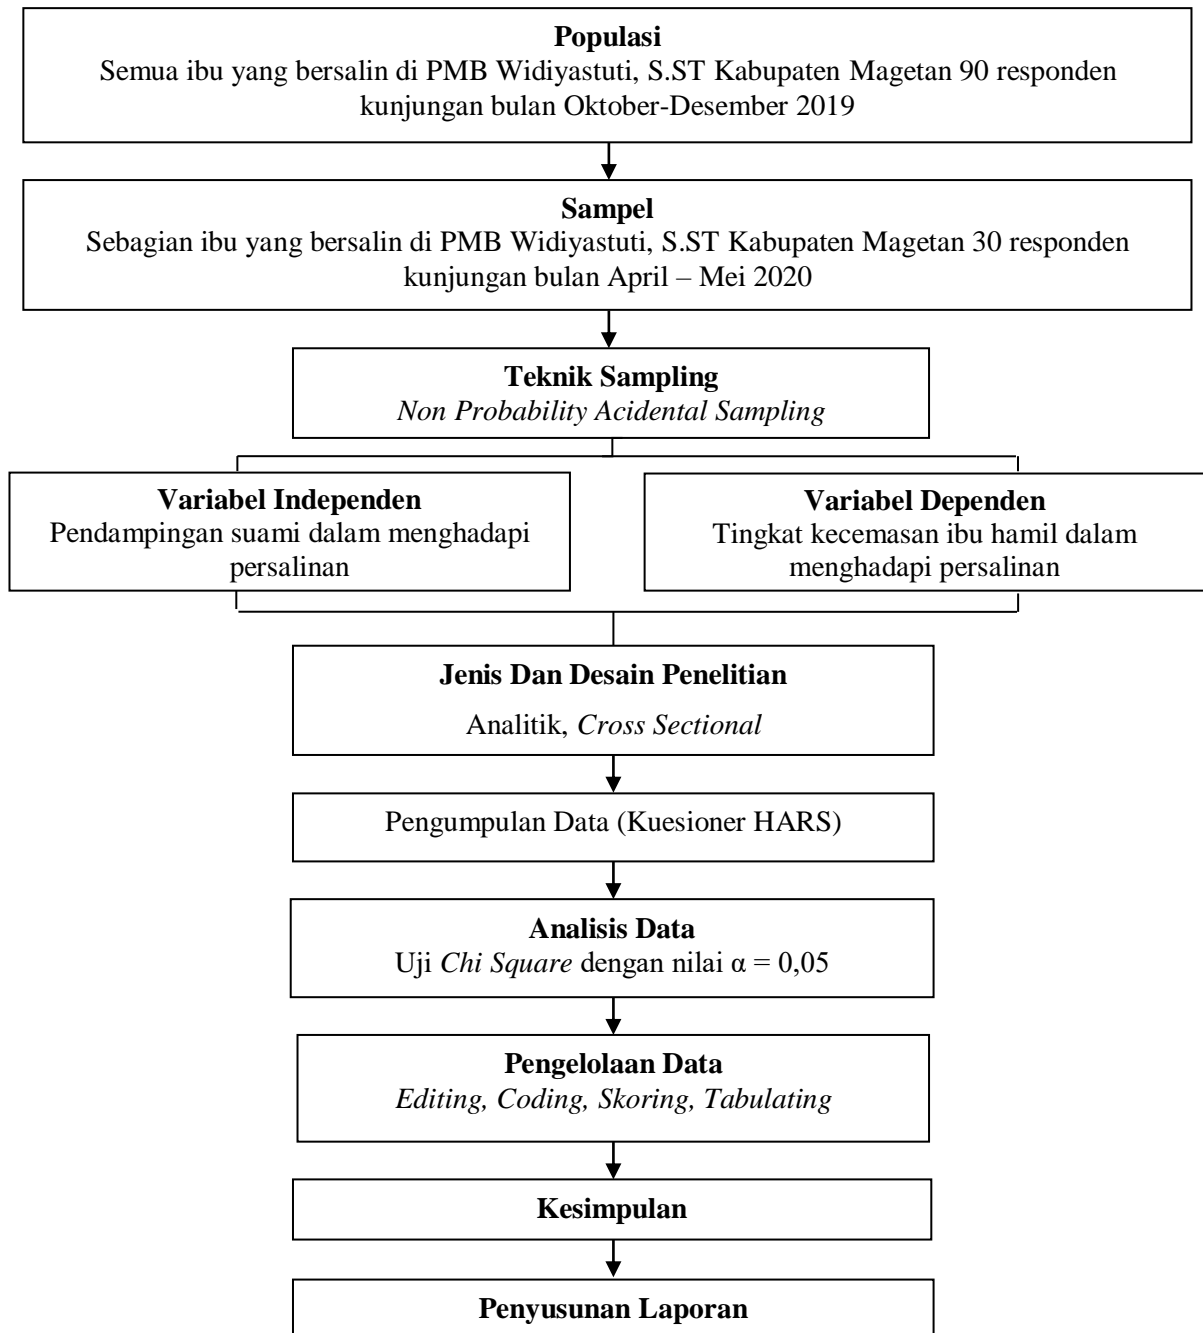 Populasi
Semua ibu yang bersalin di PMB Widiyastuti, S.ST Kabupaten Magetan 90 responden
kunjungan bulan Oktober-Desember 2019
Sampel
Sebagian ibu yang bersalin di PMB Widiyastuti, S.ST Kabupaten Magetan 30 responden
kunjungan bulan April – Mei 2020
Teknik Sampling
Non Probability Acidental Sampling
Variabel Independen
Pendampingan suami dalam menghadapi
persalinan
Variabel Dependen
Tingkat kecemasan ibu hamil dalam
menghadapi persalinan
Jenis Dan Desain Penelitian
Analitik, Cross Sectional
Pengumpulan Data (Kuesioner HARS)
Analisis Data
Uji Chi Square dengan nilai α = 0,05
Pengelolaan Data
Editing, Coding, Skoring, Tabulating
Kesimpulan
Penyusunan Laporan